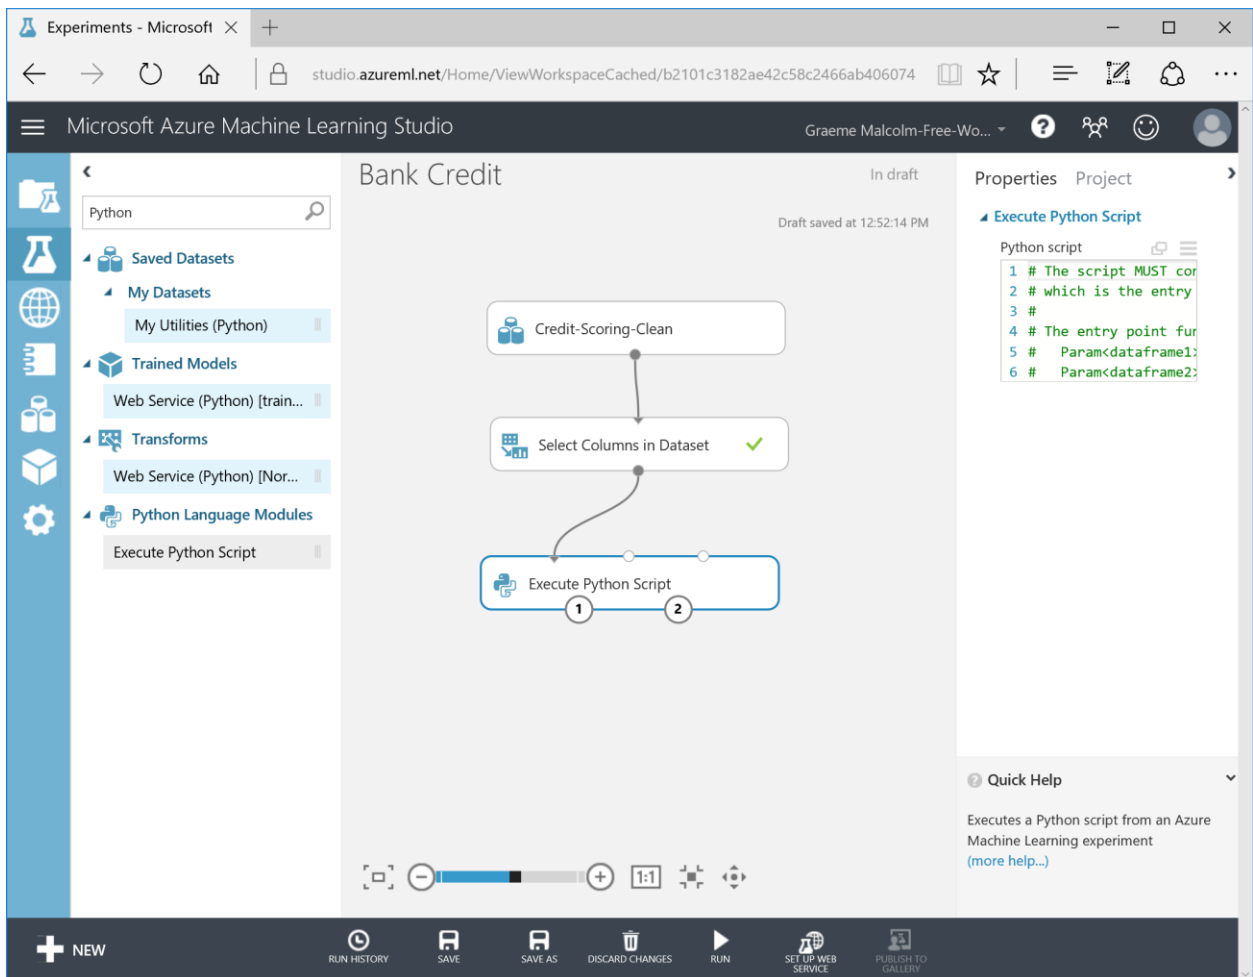 Experiments - Microsoft
studio.azureml.net/Home/ViewWorkspaceCached/b2101c3182ae42c58c2466ab406074
Microsoft Azure Machine Learning Studio
Graeme Malcolm-Free-Wo...
?
Python
Saved Datasets
My Datasets
My Utilities (Python)
Trained Models
Web Service (Python) [train...
Transforms
Web Service (Python) [Nor...
Python Language Modules
Execute Python Script
Bank Credit
In draft
Draft saved at 12:52:14 PM
Credit-Scoring-Clean
Select Columns in Dataset
Execute Python Script
1 2
1:1
Properties Project
Execute Python Script
Python script
1 # The script MUST cor
2 # which is the entry
3 #
4 # The entry point fur
5 # Param<dataframe1>
6 # Param<dataframe2>
? Quick Help
Executes a Python script from an Azure
Machine Learning experiment
(more help...)
NEW
RUN HISTORY
SAVE
SAVE AS
DISCARD CHANGES
RUN
SET UP WEB
SERVICE
PUBLISH TO
GALLERY